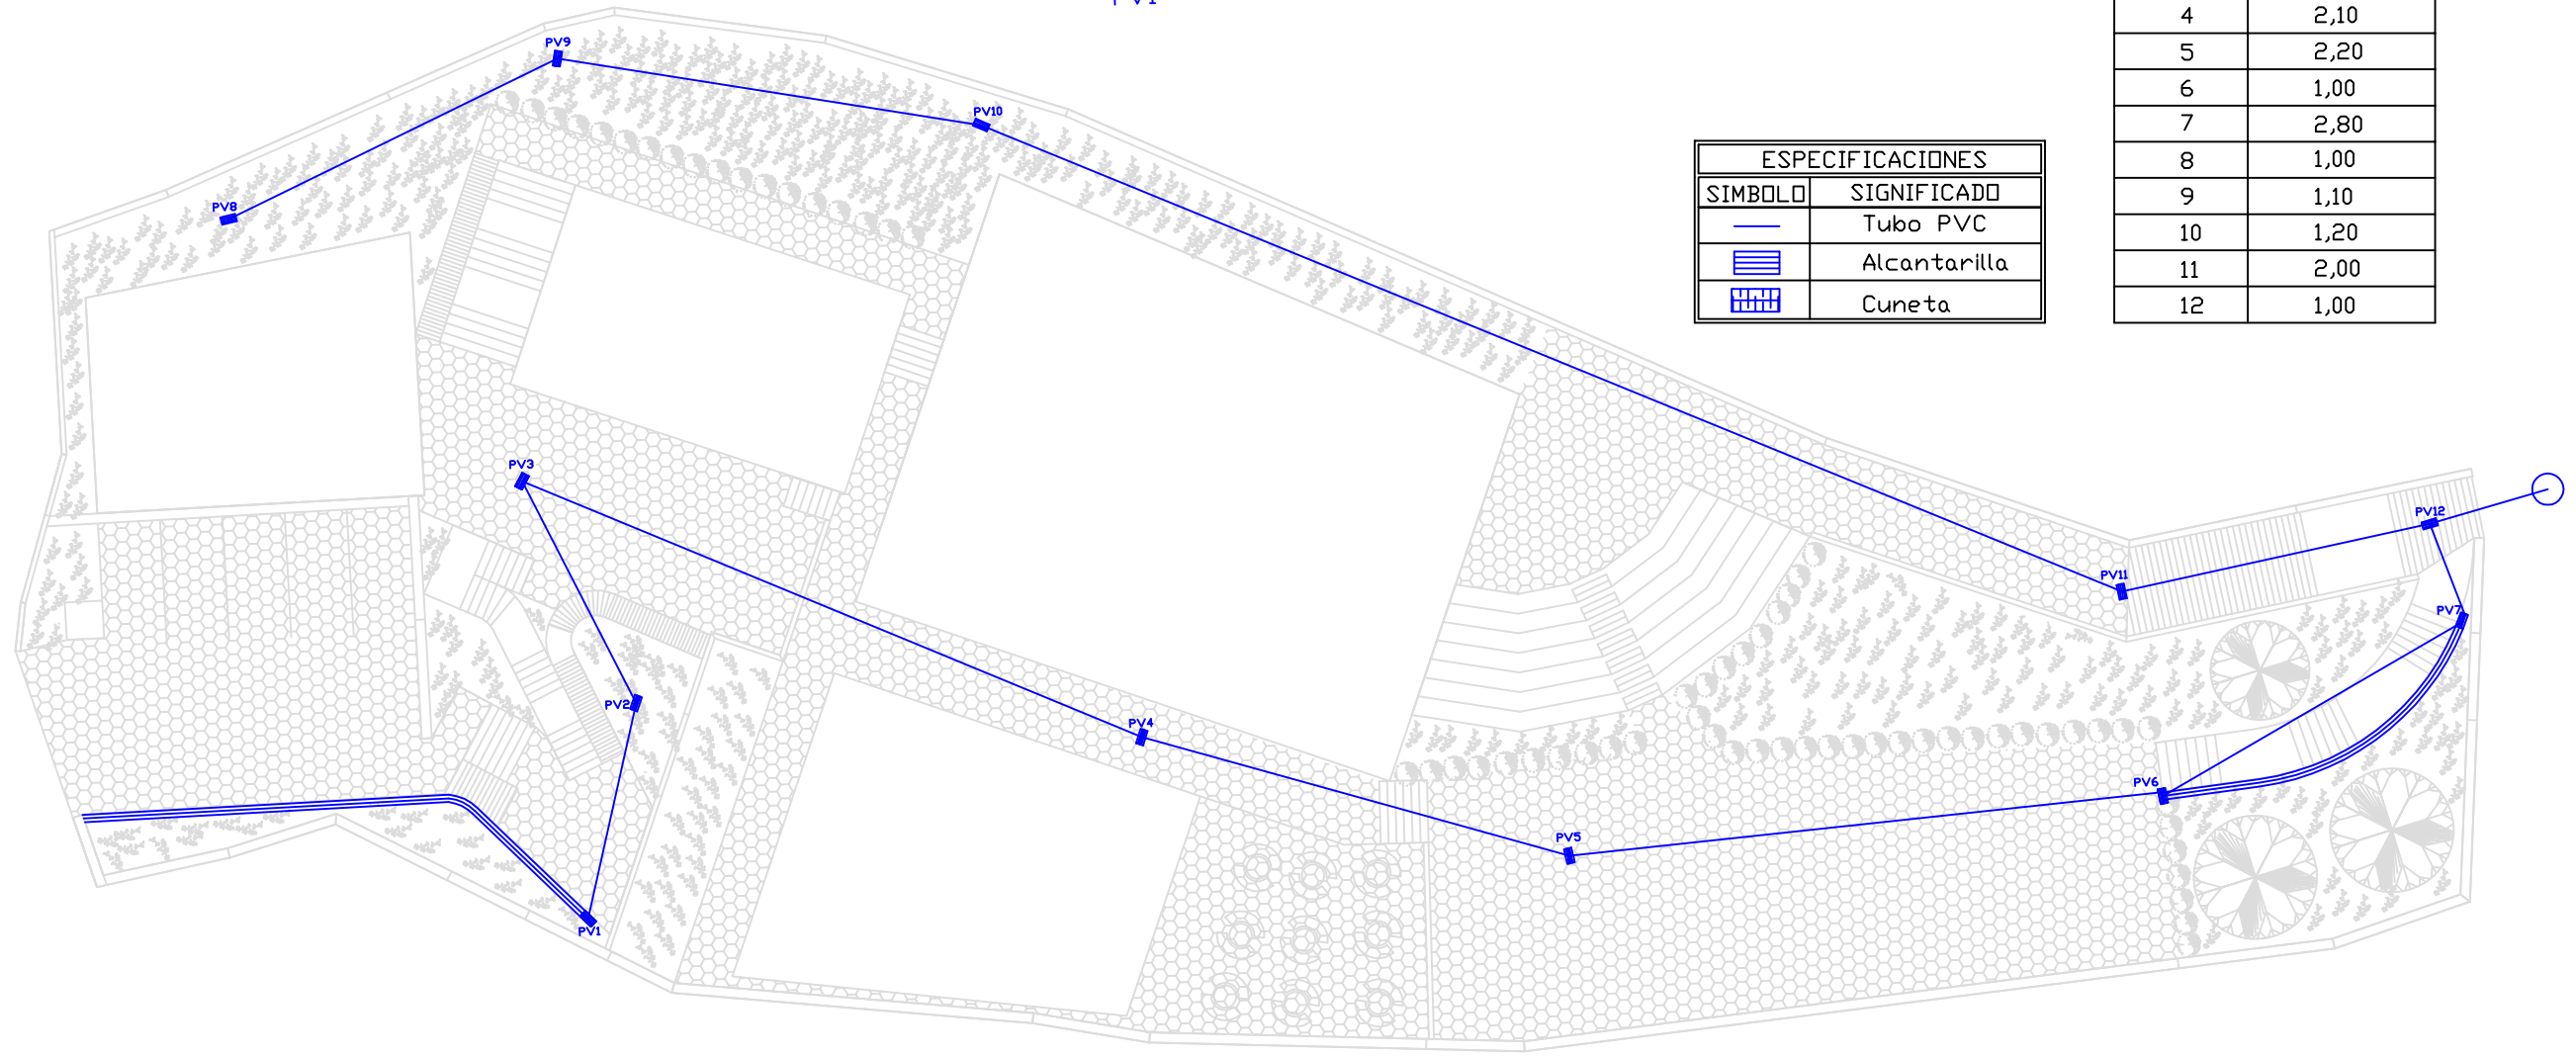 PV1
4 2,10
5 2,20
6 1,00
7 2,80
8 1,00
9 1,10
10 1,20
11 2,00
12 1,00
ESPECIFICACIONES
SIMBOLO SIGNIFICADO
Tubo PVC
Alcantarilla
Cuneta
PV9
PV10
PV8
PV3
PV12
PV11
PV7
PV2
PV4
PV6
PV5
PV1